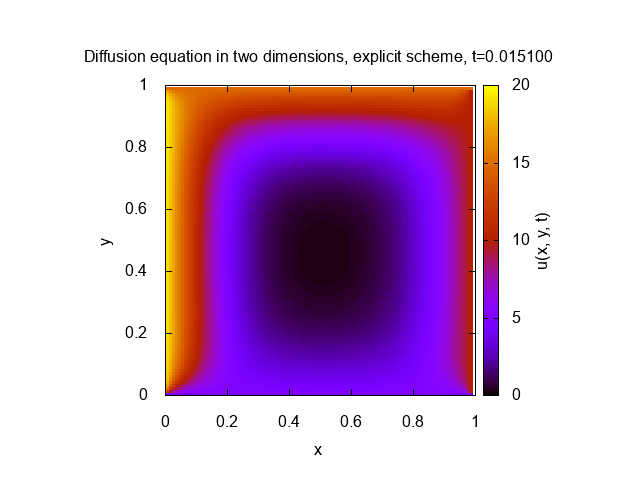 Diffusion equation in two dimensions, explicit scheme, t=0.015100
1
0.8
0.6
0.4
0.2
0
y
0 0.2 0.4 0.6 0.8 1
x
20
15
10
5
0
u(x, y, t)